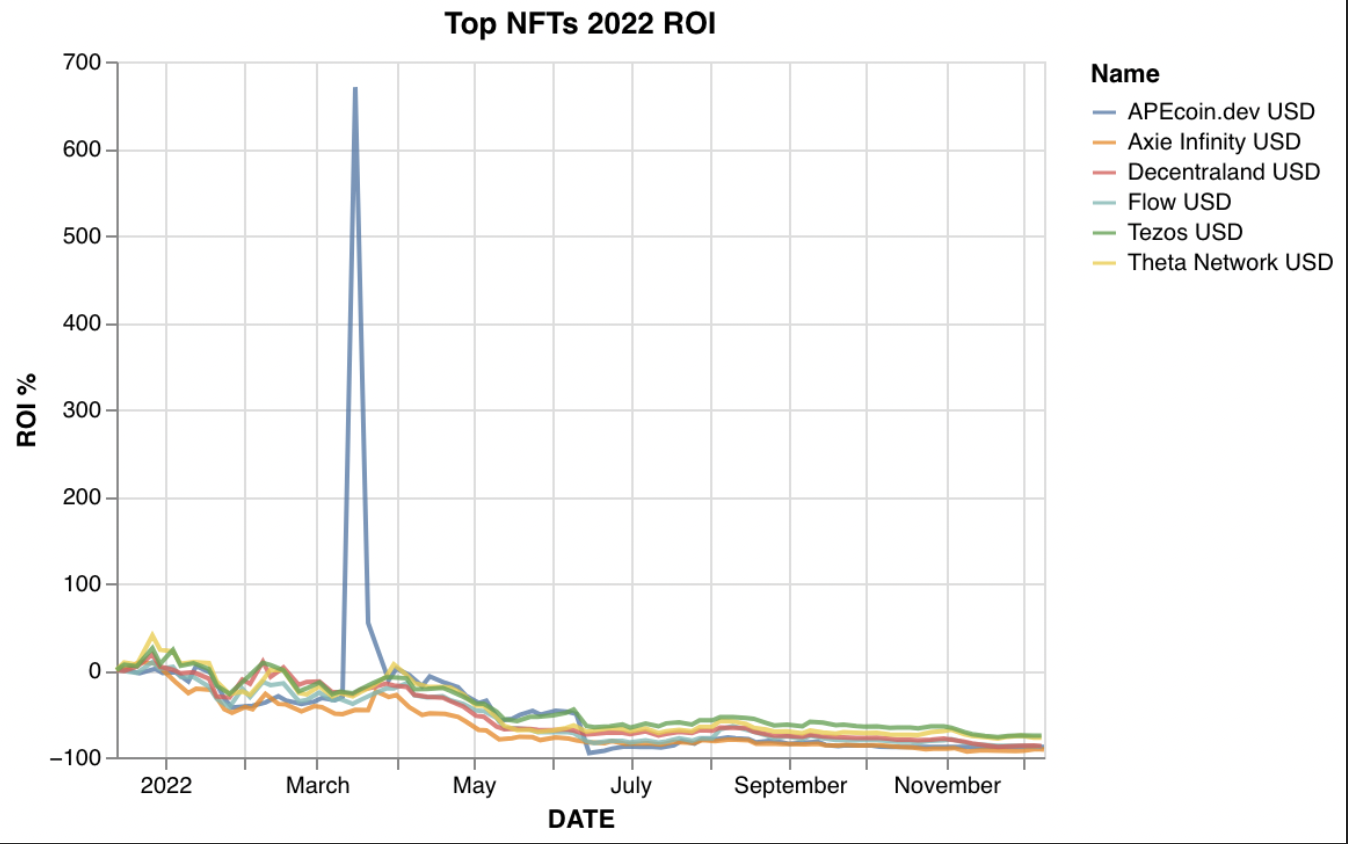 Top NFTs 2022 ROI
700
600
500
400
300
200
100
0
−100
ROI %
2022
March
May
July
September
November
DATE
Name
APEcoin.dev USD
Axie Infinity USD
Decentraland USD
Flow USD
Tezos USD
Theta Network USD